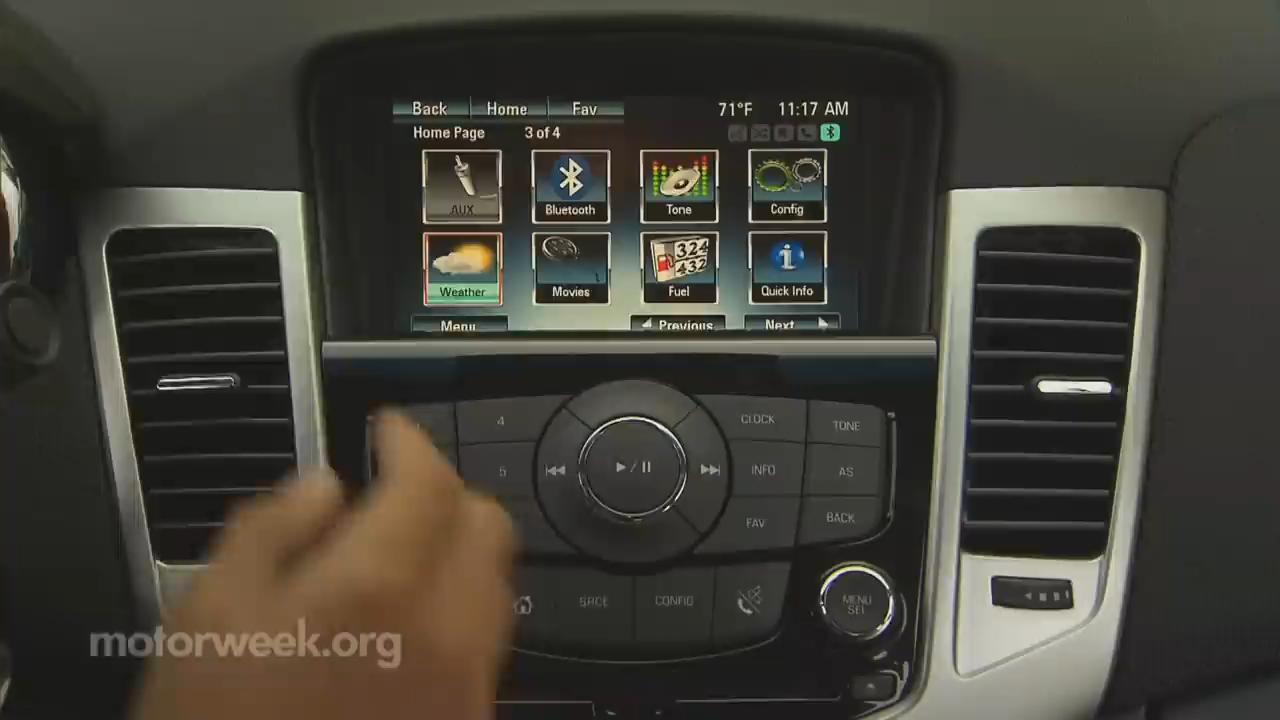 Back Home Fav 71°F 11:17 AM
Home Page 3 of 4
AUX Bluetooth Tone Config
324
432
Weather Movies Fuel Quick Info
Menu Previous Next
4 CLOCK TONE
5 INFO AS
FAV BACK
SRCE CONFIG MENU
SEL
motorweek.org